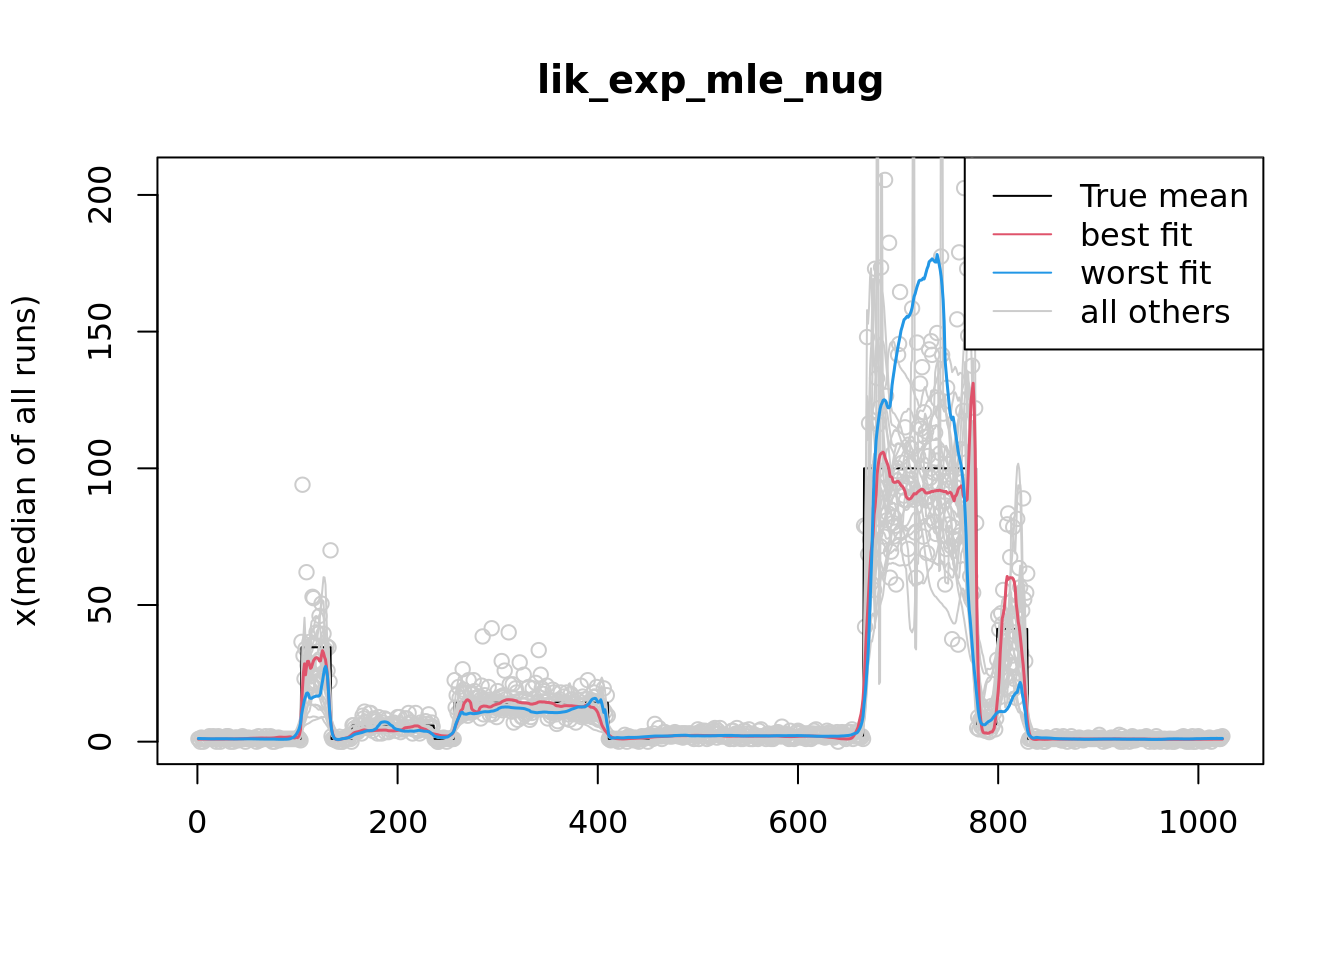 lik_exp_mle_nug
x(median of all runs)
200
150
100
50
0
True mean
best fit
worst fit
all others
0 200 400 600 800 1000